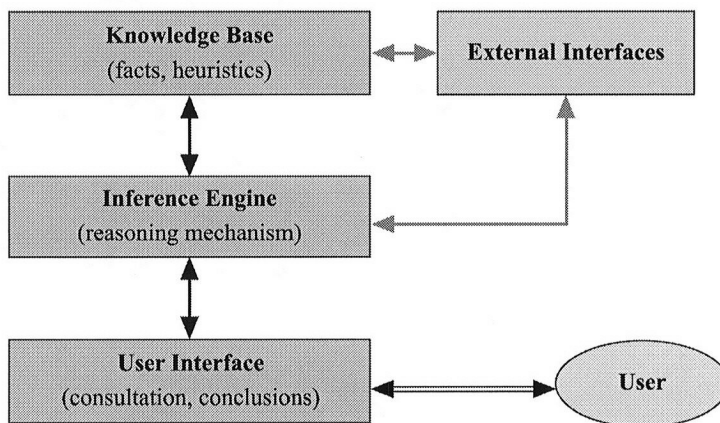 Knowledge Base
(facts, heuristics)
External Interfaces
Inference Engine
(reasoning mechanism)
User Interface
(consultation, conclusions)
User